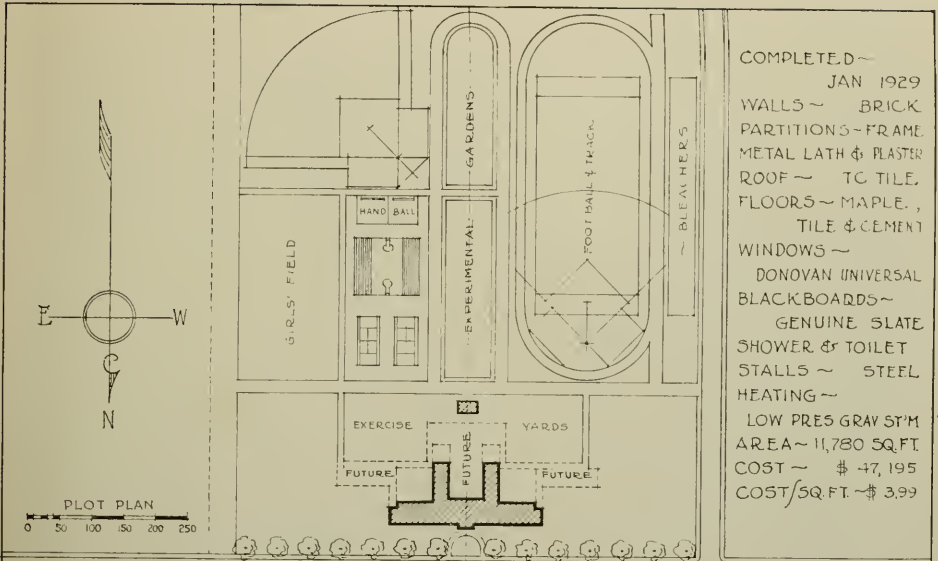 COMPLETED~
JAN 1929
WALLS~ BRICK
PARTITIONS~FRAME
METAL LATH & PLASTER
ROOF~ TC TILE
FLOORS~MAPLE,
TILE & CEMENT
WINDOWS~
DONOVAN UNIVERSAL
BLACKBOARDS~
GENUINE SLATE
SHOWER & TOILET
STALLS~ STEEL
HEATING~
LOW PRES GRAV ST'M
AREA~11,780 SQ.FT.
COST~ $47,195
COST/SQ.FT.~$3.99
GARDENS
EXPERIMENTAL
FOOTBALL & TRACK
BLEACHERS
HAND BALL
GIRLS' FIELD
E W
N
EXERCISE YARDS
FUTURE
FUTURE FUTURE
PLOT PLAN
0 50 100 150 200 250